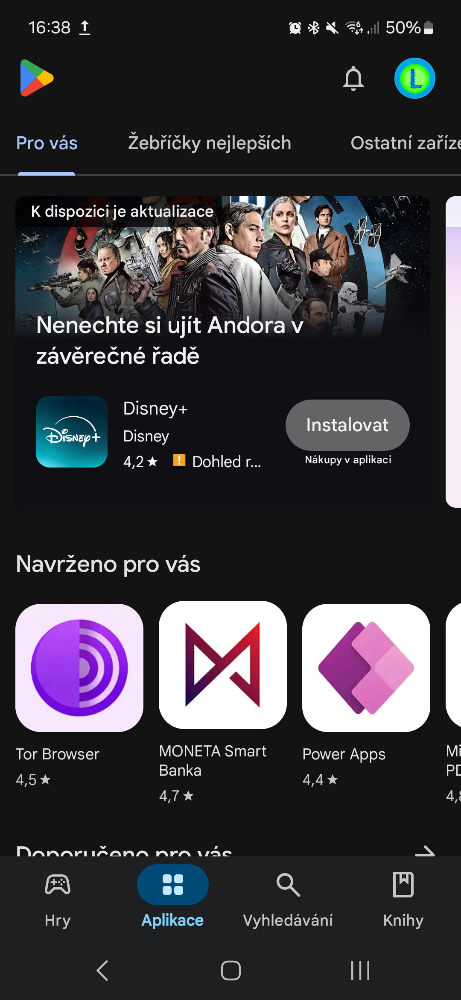 16:38
50%
L
Pro vás
Žebříčky nejlepších
Ostatní zaříze
K dispozici je aktualizace
Nenechte si ujít Andora v
závěrečné řadě
Disney+
Disney+
Disney
4,2 ★
! Dohled r...
Instalovat
Nákupy v aplikaci
Navrženo pro vás
Tor Browser
4,5 ★
MONETA Smart
Banka
4,7 ★
Power Apps
4,4 ★
Mi
PD
4,8
Doporučeno pro vás
Hry
Aplikace
Vyhledávání
Knihy